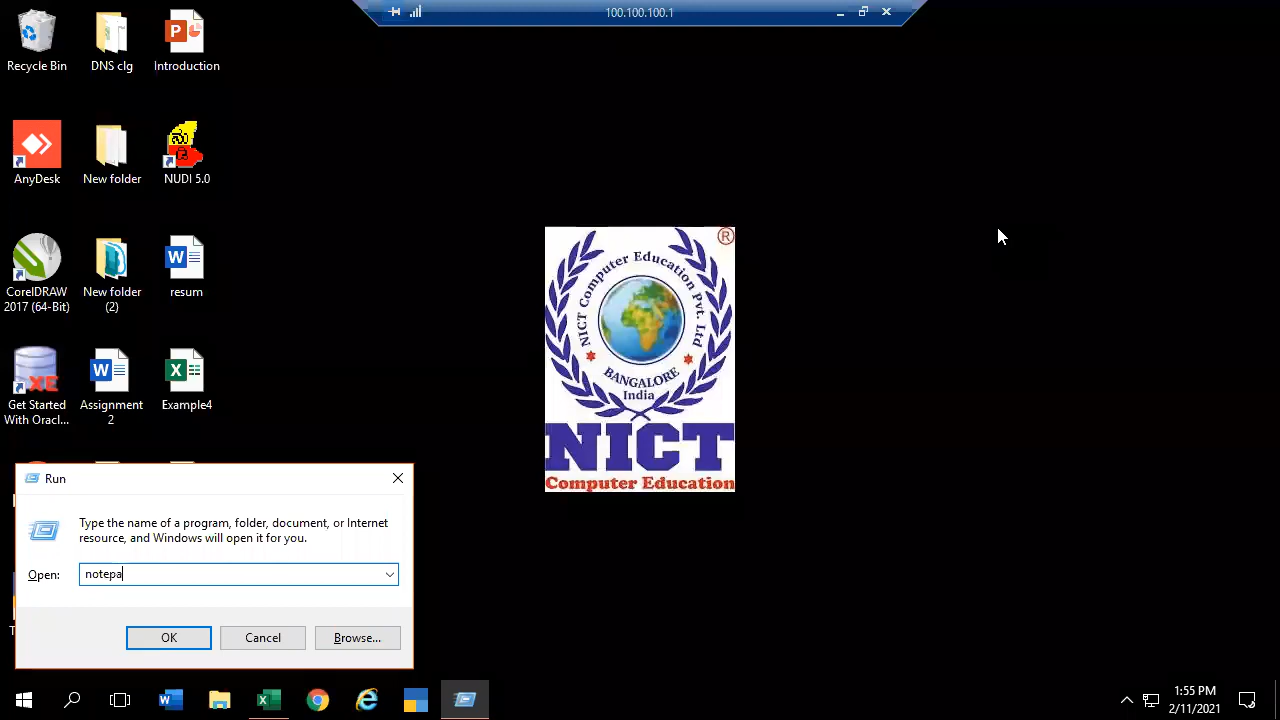 100.100.100.1
Recycle Bin
DNS clg
Introduction
AnyDesk
New folder
NUDI 5.0
CorelDRAW
2017 (64-Bit)
New folder
(2)
resum
Get Started
With Oracl...
Assignment
2
Example4
NICT Computer Education Pvt. Ltd
BANGALORE
India
®
NICT
Computer Education
Run
Type the name of a program, folder, document, or Internet
resource, and Windows will open it for you.
Open:
notepa
OK
Cancel
Browse...
1:55 PM
2/11/2021